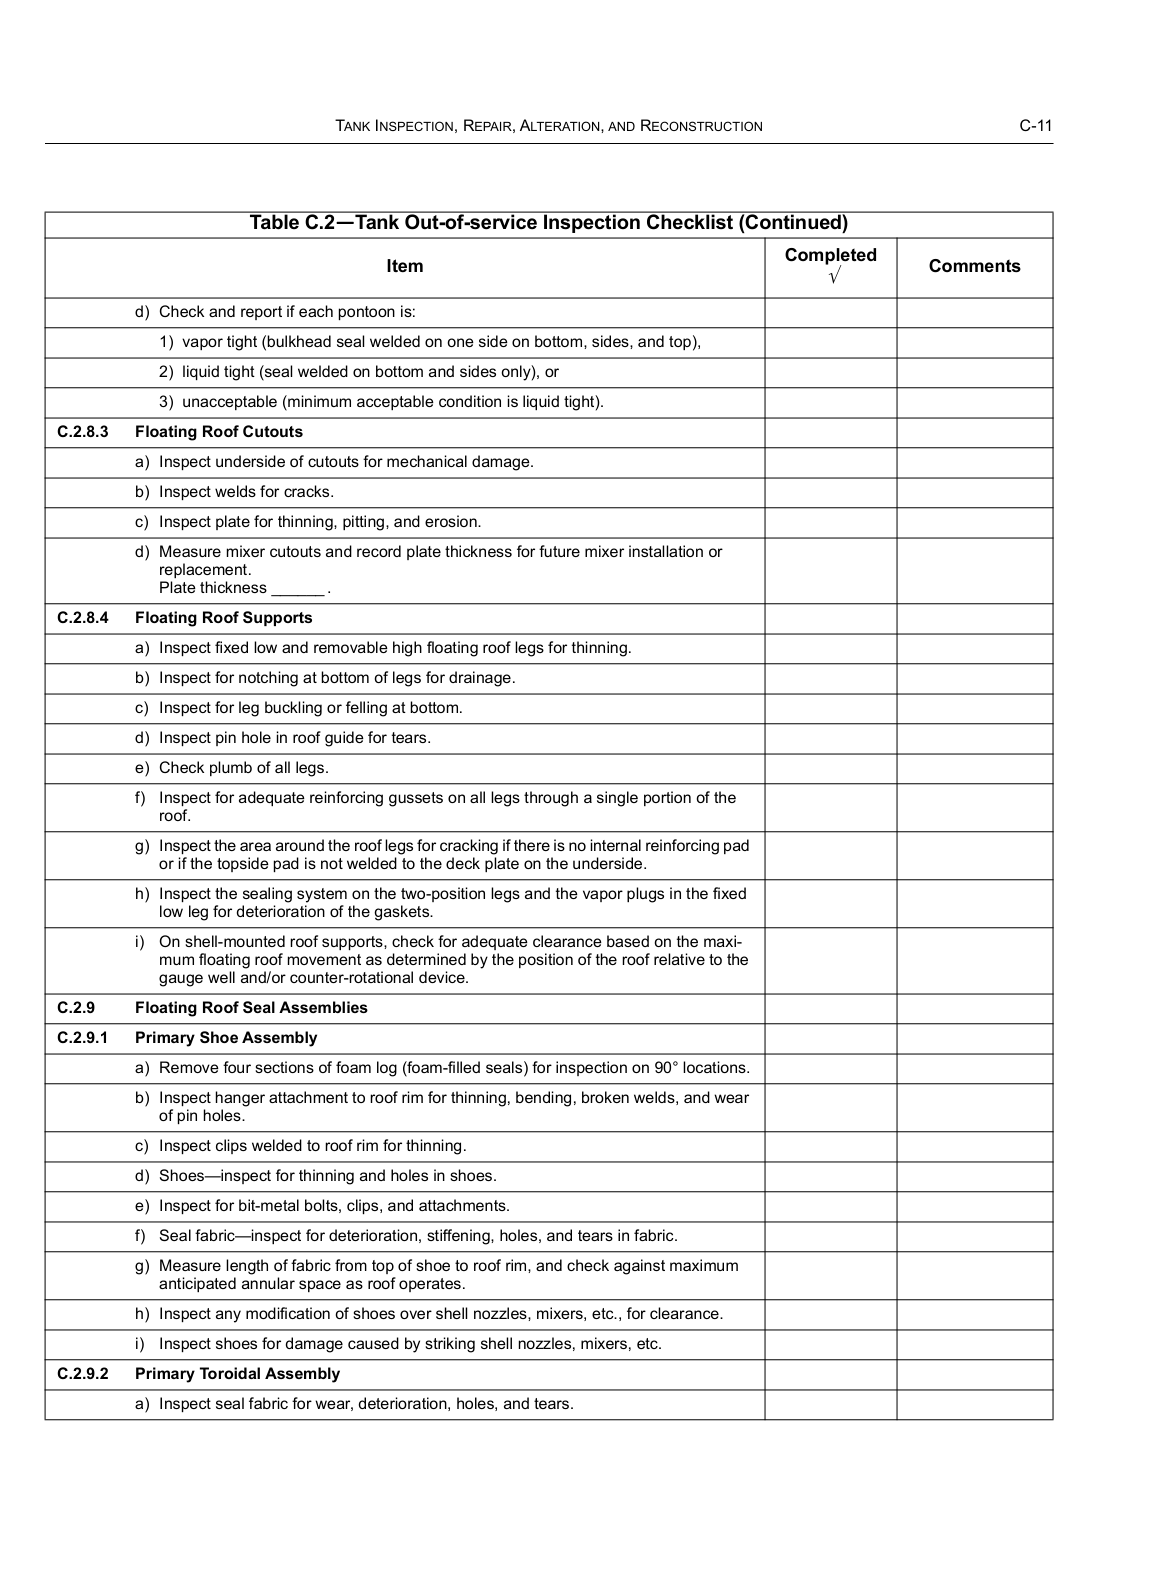 TANK INSPECTION, REPAIR, ALTERATION, AND RECONSTRUCTION C-11
Table C.2—Tank Out-of-service Inspection Checklist (Continued)
Item Completed √ Comments
d) Check and report if each pontoon is:
1) vapor tight (bulkhead seal welded on one side on bottom, sides, and top),
2) liquid tight (seal welded on bottom and sides only), or
3) unacceptable (minimum acceptable condition is liquid tight).
C.2.8.3 Floating Roof Cutouts
a) Inspect underside of cutouts for mechanical damage.
b) Inspect welds for cracks.
c) Inspect plate for thinning, pitting, and erosion.
d) Measure mixer cutouts and record plate thickness for future mixer installation or
replacement.
Plate thickness ______ .
C.2.8.4 Floating Roof Supports
a) Inspect fixed low and removable high floating roof legs for thinning.
b) Inspect for notching at bottom of legs for drainage.
c) Inspect for leg buckling or felling at bottom.
d) Inspect pin hole in roof guide for tears.
e) Check plumb of all legs.
f) Inspect for adequate reinforcing gussets on all legs through a single portion of the
roof.
g) Inspect the area around the roof legs for cracking if there is no internal reinforcing pad
or if the topside pad is not welded to the deck plate on the underside.
h) Inspect the sealing system on the two-position legs and the vapor plugs in the fixed
low leg for deterioration of the gaskets.
i) On shell-mounted roof supports, check for adequate clearance based on the maxi-
mum floating roof movement as determined by the position of the roof relative to the
gauge well and/or counter-rotational device.
C.2.9 Floating Roof Seal Assemblies
C.2.9.1 Primary Shoe Assembly
a) Remove four sections of foam log (foam-filled seals) for inspection on 90° locations.
b) Inspect hanger attachment to roof rim for thinning, bending, broken welds, and wear
of pin holes.
c) Inspect clips welded to roof rim for thinning.
d) Shoes—inspect for thinning and holes in shoes.
e) Inspect for bit-metal bolts, clips, and attachments.
f) Seal fabric—inspect for deterioration, stiffening, holes, and tears in fabric.
g) Measure length of fabric from top of shoe to roof rim, and check against maximum
anticipated annular space as roof operates.
h) Inspect any modification of shoes over shell nozzles, mixers, etc., for clearance.
i) Inspect shoes for damage caused by striking shell nozzles, mixers, etc.
C.2.9.2 Primary Toroidal Assembly
a) Inspect seal fabric for wear, deterioration, holes, and tears.